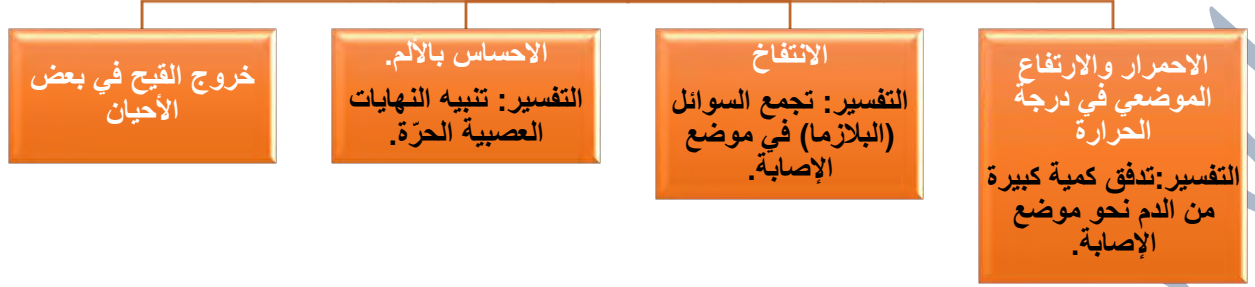 الاحمرار والارتفاع
الموضعي في درجة
الحرارة
التفسير:تدفق كمية كبيرة
من الدم نحو موضع
الإصابة.
الانتفاخ
التفسير: تجمع السوائل
(البلازما) في موضع
الإصابة.
الاحساس بالألم.
التفسير: تنبيه النهايات
العصبية الحرّة.
خروج القيح في بعض
الأحيان